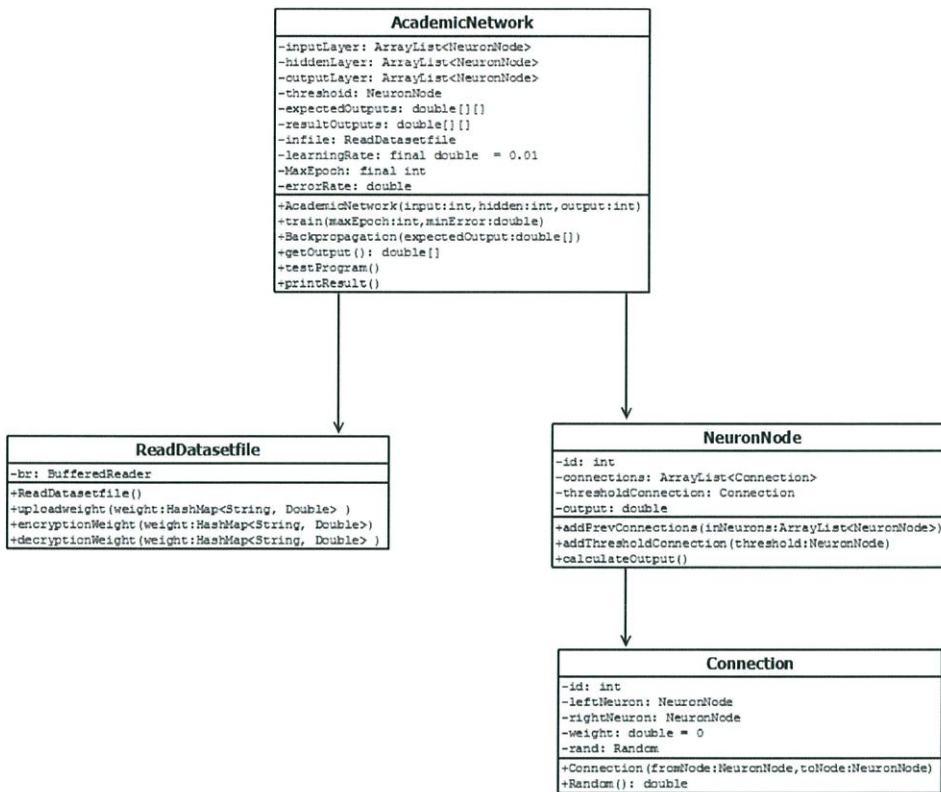 AcademicNetwork
-inputLayer: ArrayList<NeuronNode>
-hiddenLayer: ArrayList<NeuronNode>
-outputLayer: ArrayList<NeuronNode>
-threshoid: NeuronNode
-expectedOutputs: double[][]
-resultOutputs: double[][]
-infile: ReadDatasetfile
-learningRate: final double = 0.01
-MaxEpoch: final int
-errorRate: double
+AcademicNetwork(input:int,hidden:int,output:int)
+train(maxEpoch:int,minError:double)
+Backpropagation(expectedOutput:double[])
+getOutput(): double[]
+testProgram()
+printResult()
ReadDatasetfile
-br: BufferedReader
+ReadDatasetfile()
+uploadweight(weight:HashMap<String, Double> )
+encryptionWeight(weight:HashMap<String, Double>)
+decryptionWeight(weight:HashMap<String, Double> )
NeuronNode
-id: int
-connections: ArrayList<Connection>
-thresholdConnection: Connection
-output: double
+addPrevConnections(inNeurons:ArrayList<NeuronNode>)
+addThresholdConnection(threshold:NeuronNode)
+calculateOutput()
Connection
-id: int
-leftNeuron: NeuronNode
-rightNeuron: NeuronNode
-weight: double = 0
-rand: Random
+Connection(fromNode:NeuronNode,toNode:NeuronNode)
+Random(): double